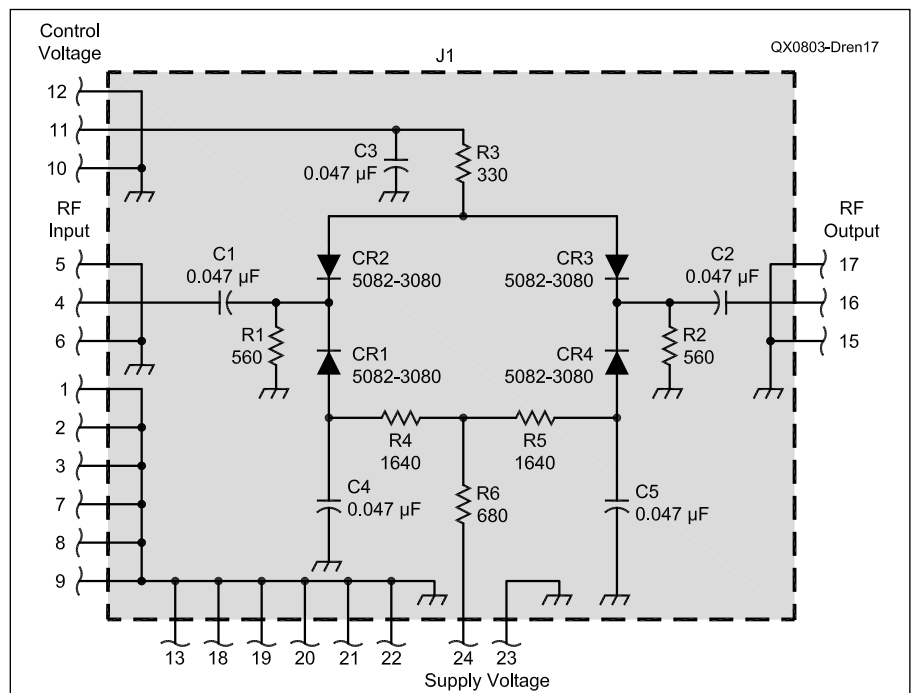 Control
Voltage
J1
QX0803-Dren17
12
11
10
C3
0.047 µF
R3
330
RF
Input
RF
Output
5
4
6
C1
0.047 µF
CR2
5082-3080
CR3
5082-3080
C2
0.047 µF
17
16
15
R1
560
CR1
5082-3080
CR4
5082-3080
R2
560
1
2
3
7
8
9
R4
1640
R5
1640
C4
0.047 µF
R6
680
C5
0.047 µF
13
18
19
20
21
22
24
23
Supply Voltage